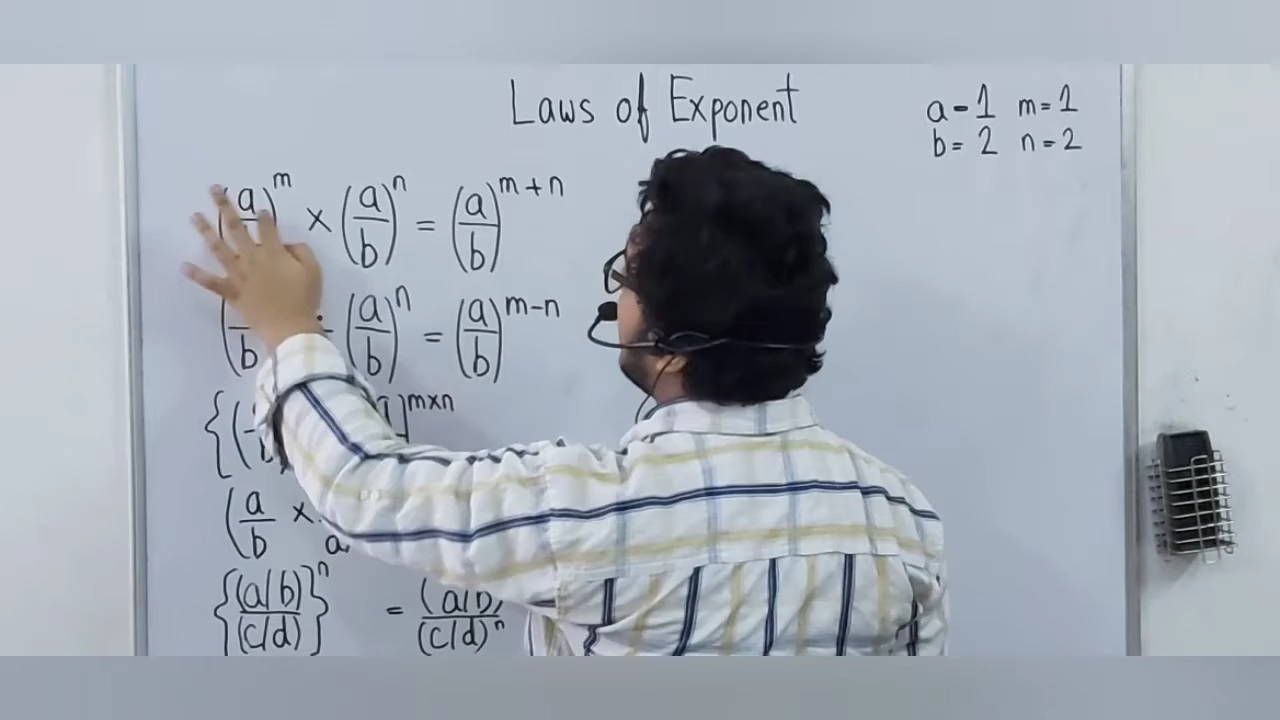 Laws of Exponent
a - 1 m = 1
b = 2 n = 2
(a/)^m × (a/b)^n = (a/b)^(m+n)
(/b (a/b)^n = (a/b)^(m-n)
{( ]^(m×n)
(a/b ×
{(a/b)/(c/d)}^n = (a/b)/(c/d)^n